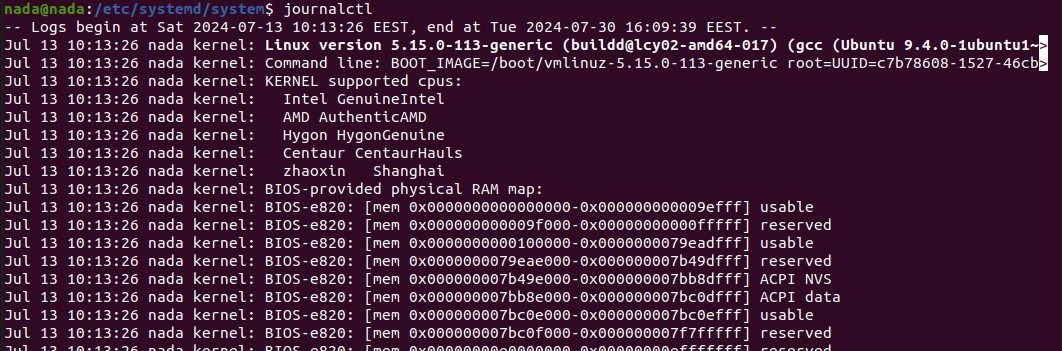 nada@nada:/etc/systemd/system$ journalctl
-- Logs begin at Sat 2024-07-13 10:13:26 EEST, end at Tue 2024-07-30 16:09:39 EEST. --
Jul 13 10:13:26 nada kernel: Linux version 5.15.0-113-generic (buildd@lcy02-amd64-017) (gcc (Ubuntu 9.4.0-1ubuntu1~>
Jul 13 10:13:26 nada kernel: Command line: BOOT_IMAGE=/boot/vmlinuz-5.15.0-113-generic root=UUID=c7b78608-1527-46cb>
Jul 13 10:13:26 nada kernel: KERNEL supported cpus:
Jul 13 10:13:26 nada kernel:   Intel GenuineIntel
Jul 13 10:13:26 nada kernel:   AMD AuthenticAMD
Jul 13 10:13:26 nada kernel:   Hygon HygonGenuine
Jul 13 10:13:26 nada kernel:   Centaur CentaurHauls
Jul 13 10:13:26 nada kernel:   zhaoxin   Shanghai
Jul 13 10:13:26 nada kernel: BIOS-provided physical RAM map:
Jul 13 10:13:26 nada kernel: BIOS-e820: [mem 0x0000000000000000-0x000000000009efff] usable
Jul 13 10:13:26 nada kernel: BIOS-e820: [mem 0x000000000009f000-0x00000000000fffff] reserved
Jul 13 10:13:26 nada kernel: BIOS-e820: [mem 0x0000000000100000-0x0000000079eadfff] usable
Jul 13 10:13:26 nada kernel: BIOS-e820: [mem 0x0000000079eae000-0x000000007b49dfff] reserved
Jul 13 10:13:26 nada kernel: BIOS-e820: [mem 0x000000007b49e000-0x000000007bb8dfff] ACPI NVS
Jul 13 10:13:26 nada kernel: BIOS-e820: [mem 0x000000007bb8e000-0x000000007bc0dfff] ACPI data
Jul 13 10:13:26 nada kernel: BIOS-e820: [mem 0x000000007bc0e000-0x000000007bc0efff] usable
Jul 13 10:13:26 nada kernel: BIOS-e820: [mem 0x000000007bc0f000-0x000000007f7fffff] reserved
Jul 13 10:13:26 nada kernel: BIOS-e820: [mem 0x00000000e0000000-0x00000000efffffff] reserved